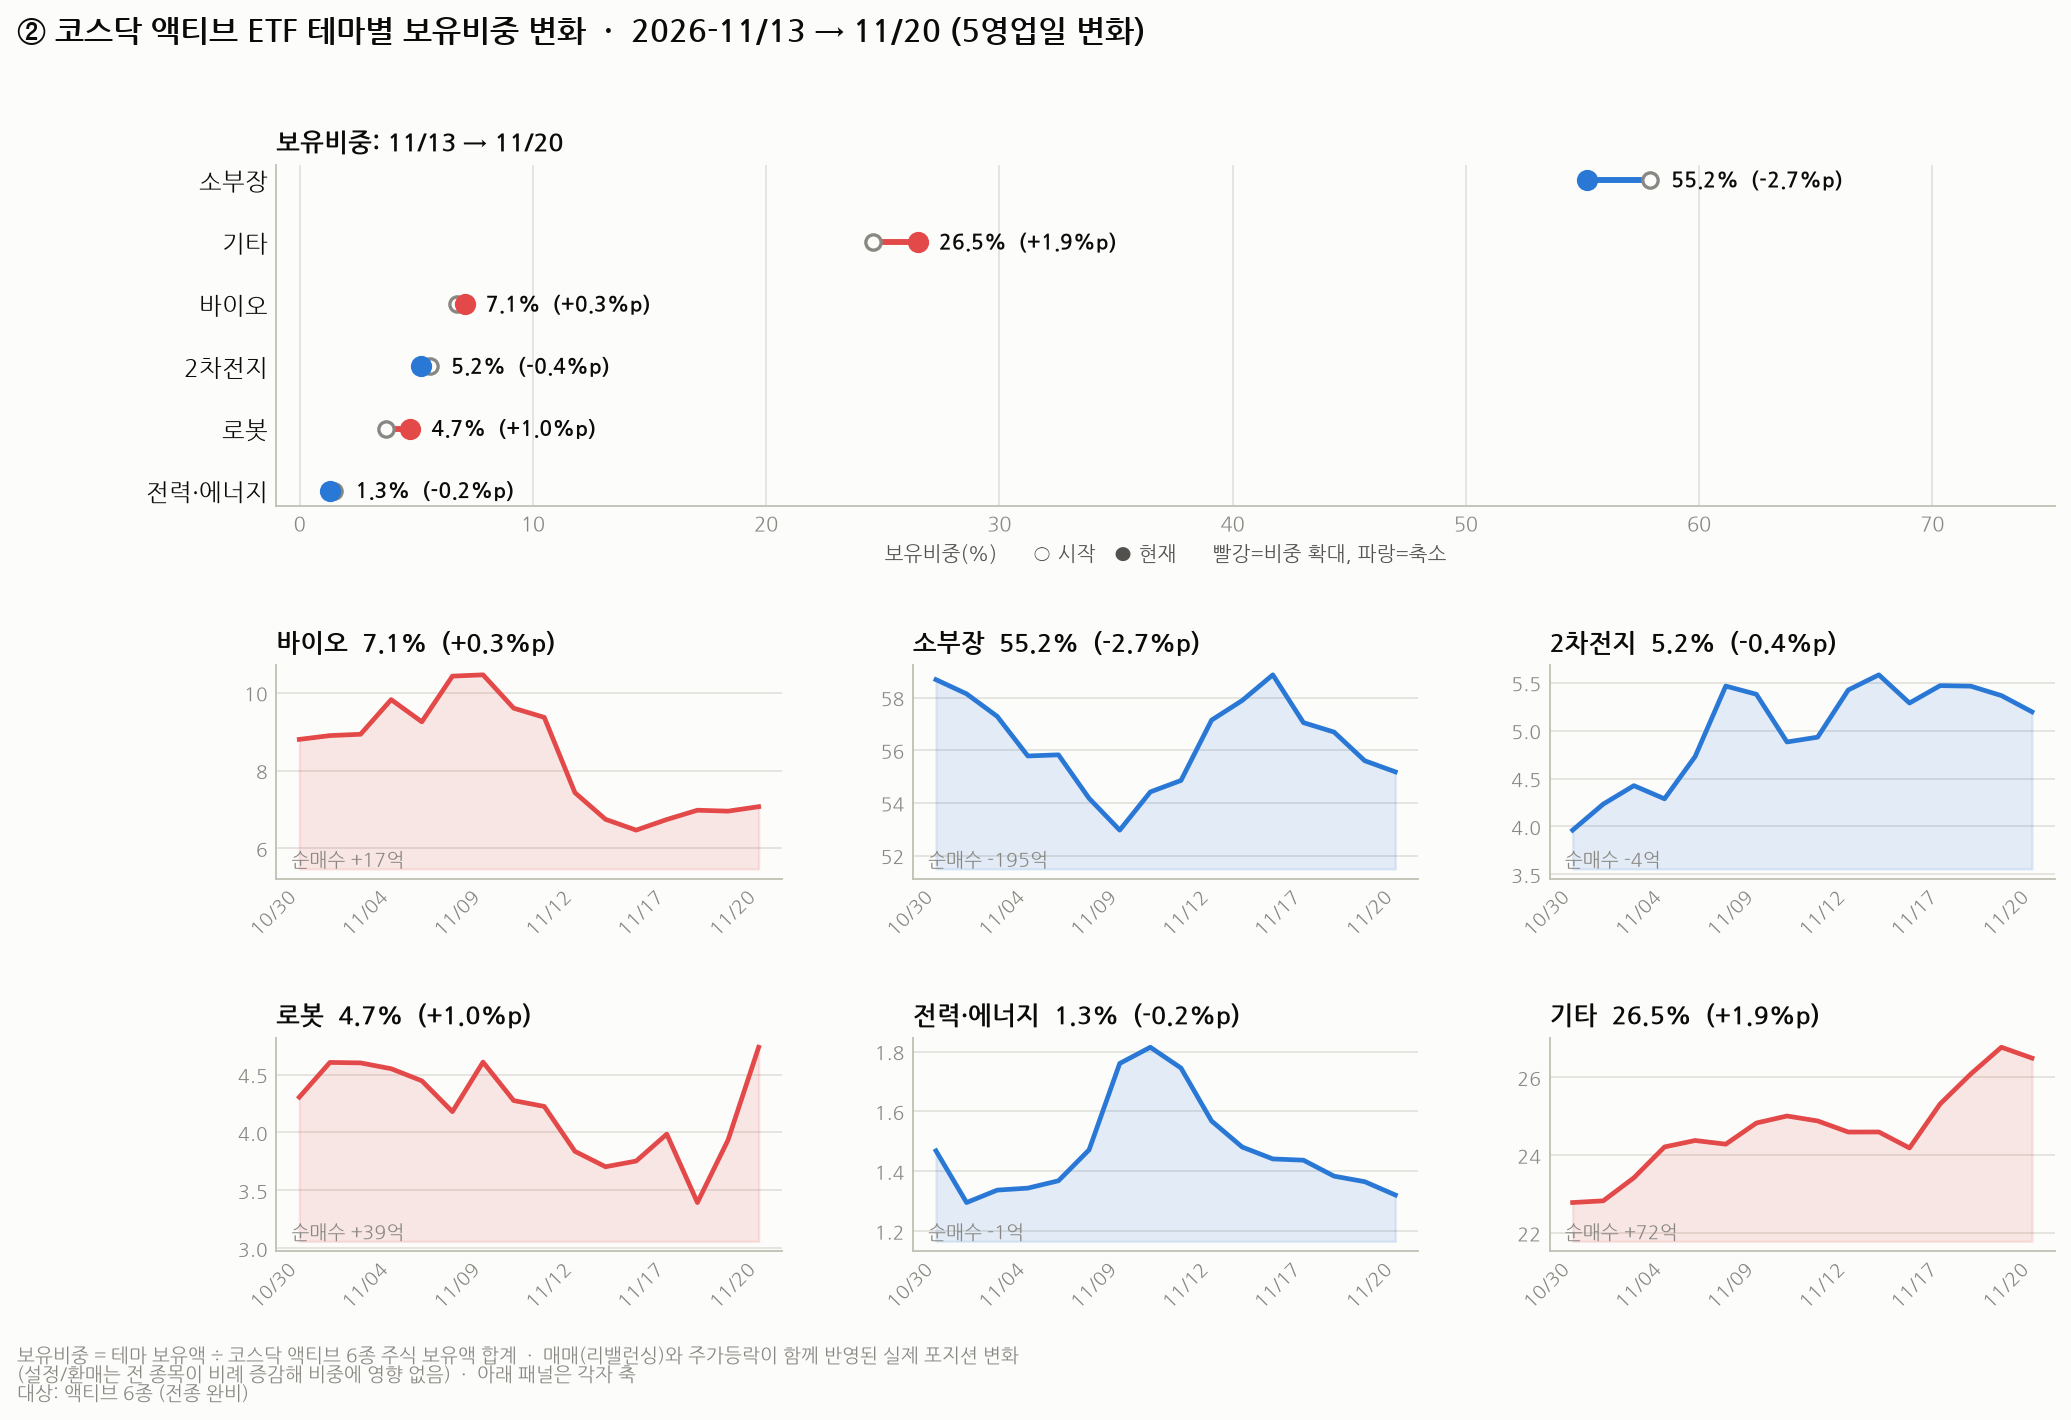 ② 코스닥 액티브 ETF 테마별 보유비중 변화 · 2026-11/13 → 11/20 (5영업일 변화)
보유비중: 11/13 → 11/20
소부장 55.2% (-2.7%p)
기타 26.5% (+1.9%p)
바이오 7.1% (+0.3%p)
2차전지 5.2% (-0.4%p)
로봇 4.7% (+1.0%p)
전력·에너지 1.3% (-0.2%p)
0 10 20 30 40 50 60 70
보유비중(%) ○ 시작 ● 현재 빨강=비중 확대, 파랑=축소
바이오 7.1% (+0.3%p)
10
8
6
순매수 +17억
10/30 11/04 11/09 11/12 11/17 11/20
소부장 55.2% (-2.7%p)
58
56
54
52
순매수 -195억
10/30 11/04 11/09 11/12 11/17 11/20
2차전지 5.2% (-0.4%p)
5.5
5.0
4.5
4.0
3.5
순매수 -4억
10/30 11/04 11/09 11/12 11/17 11/20
로봇 4.7% (+1.0%p)
4.5
4.0
3.5
3.0
순매수 +39억
10/30 11/04 11/09 11/12 11/17 11/20
전력·에너지 1.3% (-0.2%p)
1.8
1.6
1.4
1.2
순매수 -1억
10/30 11/04 11/09 11/12 11/17 11/20
기타 26.5% (+1.9%p)
26
24
22
순매수 +72억
10/30 11/04 11/09 11/12 11/17 11/20
보유비중 = 테마 보유액 ÷ 코스닥 액티브 6종 주식 보유액 합계 · 매매(리밸런싱)와 주가등락이 함께 반영된 실제 포지션 변화
(설정/환매는 전 종목이 비례 증감해 비중에 영향 없음) · 아래 패널은 각자 축
대상: 액티브 6종 (전종 완비)